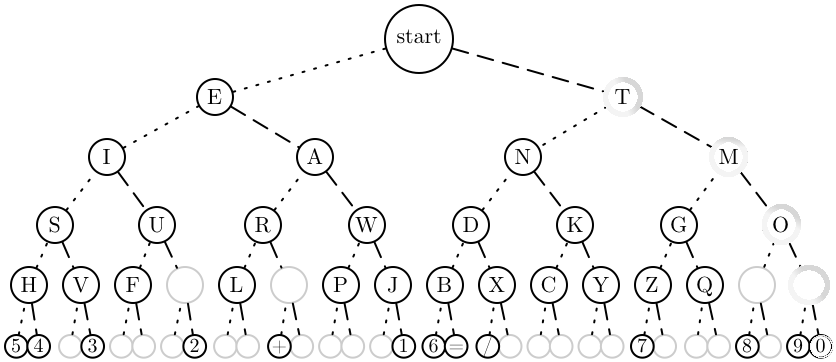 start
E T
I A N M
S U R W D K G O
H V F L P J B X C Y Z Q
5 4 3 2 + 1 6 = / 7 8 9 0